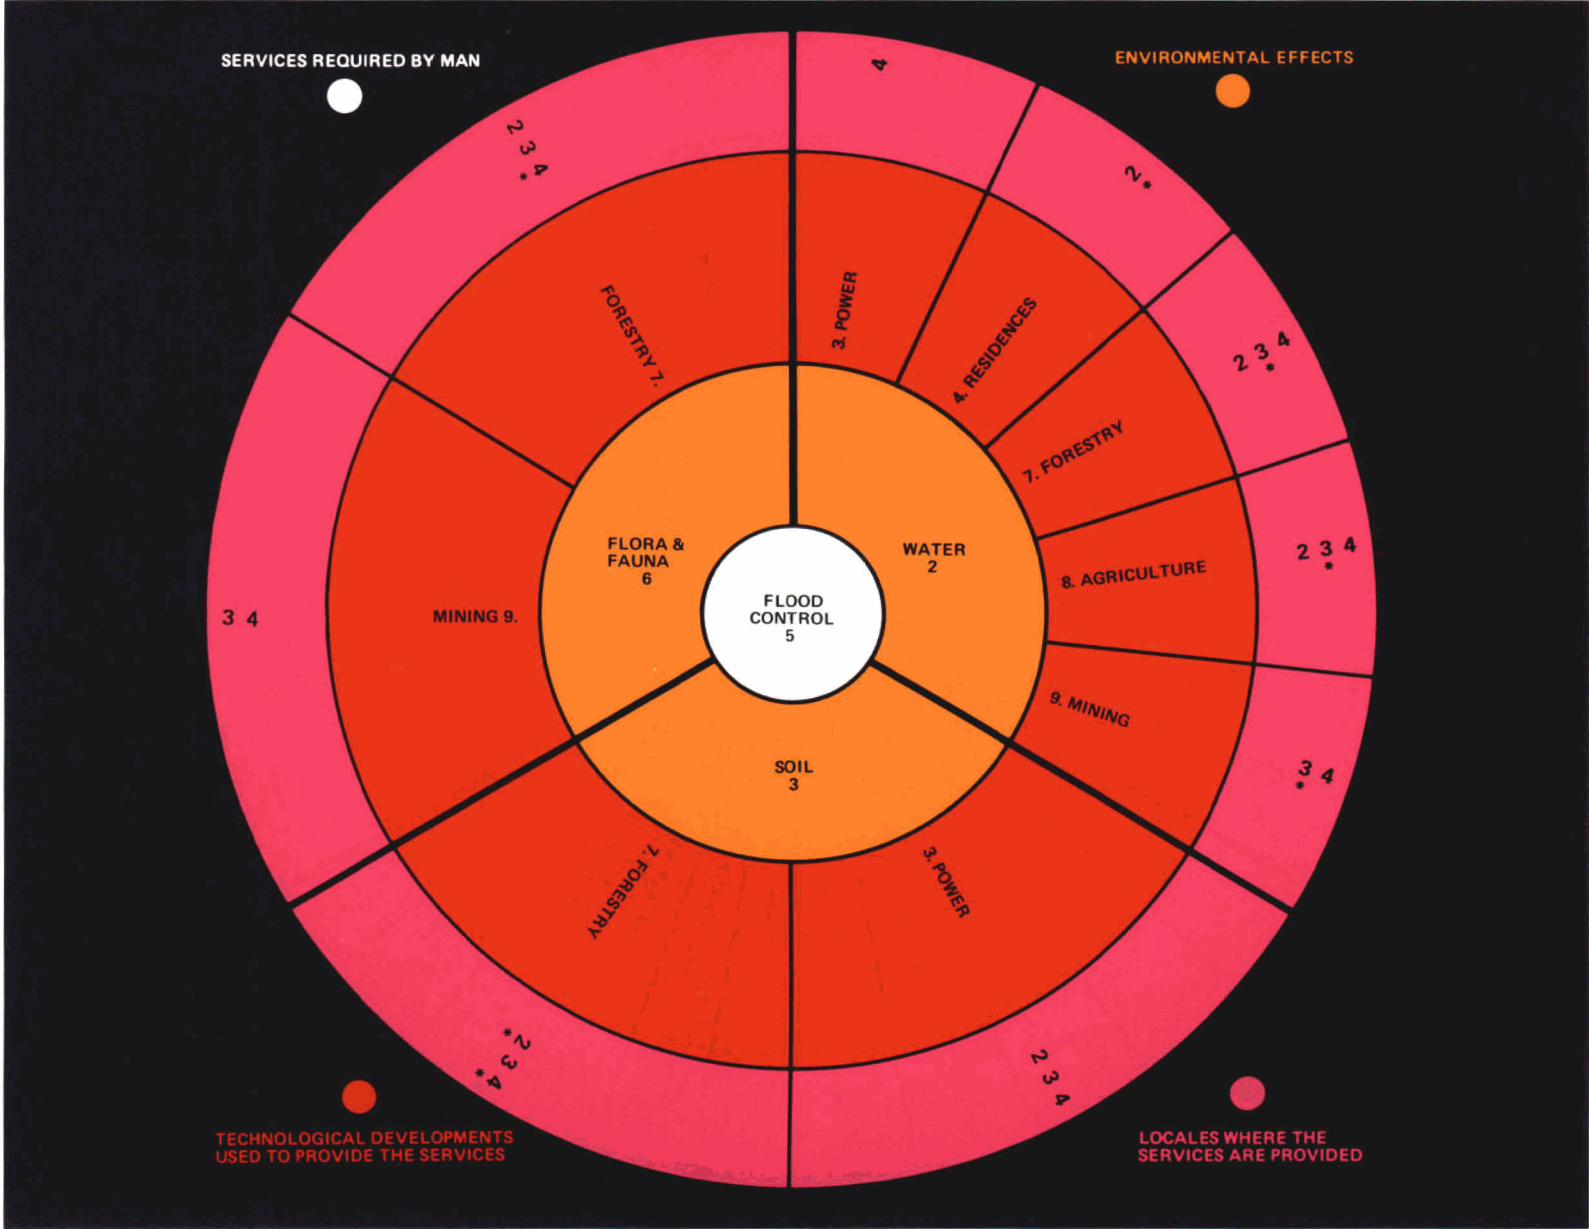 SERVICES REQUIRED BY MAN
ENVIRONMENTAL EFFECTS
4
2*
2 3 4
*
2 3 4
*
3 4
*
2 3 4
2 3 4
* *
3 4
2 3 4
*
3. POWER
4. RESIDENCES
7. FORESTRY
8. AGRICULTURE
9. MINING
3. POWER
7. FORESTRY
MINING 9.
FORESTRY 7.
FLORA &
FAUNA
6
WATER
2
SOIL
3
FLOOD
CONTROL
5
TECHNOLOGICAL DEVELOPMENTS
USED TO PROVIDE THE SERVICES
LOCALES WHERE THE
SERVICES ARE PROVIDED